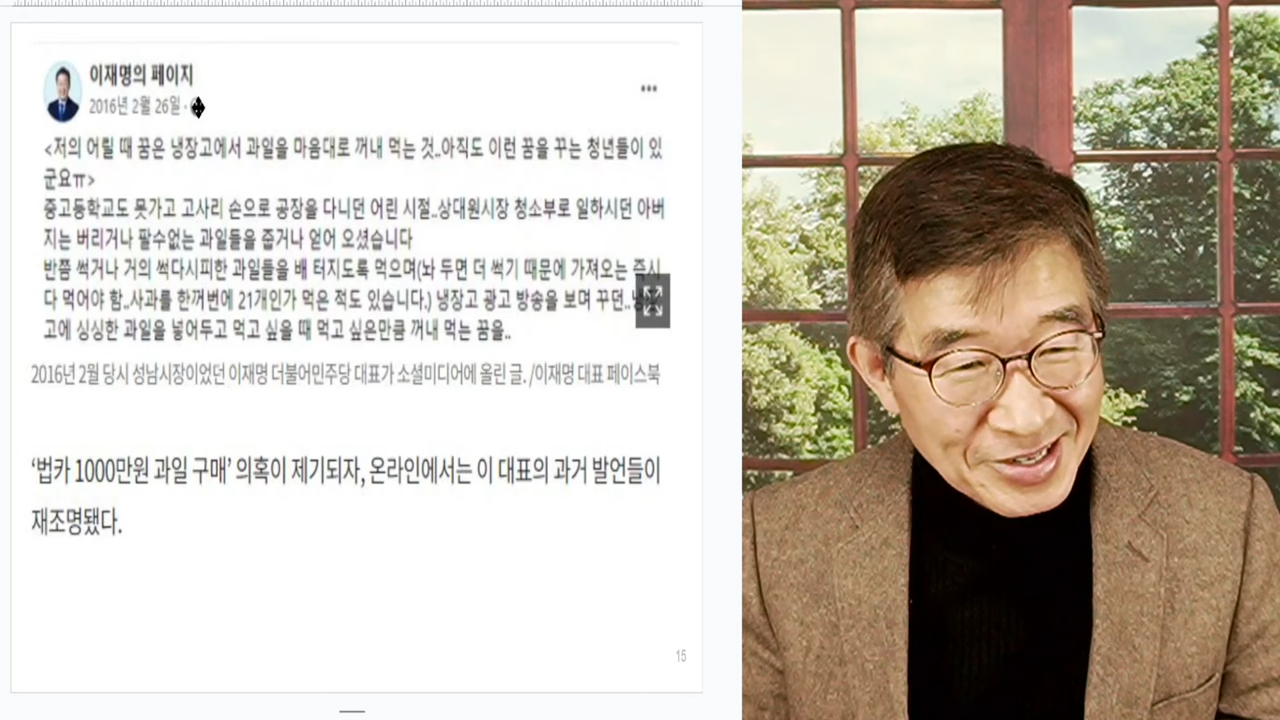 이재명의 페이지
2016년 2월 26일 ·
<저의 어릴 때 꿈은 냉장고에서 과일을 마음대로 꺼내 먹는 것..아직도 이런 꿈을 꾸는 청년들이 있
군요ㅠ>
중고등학교도 못가고 고사리 손으로 공장을 다니던 어린 시절..상대원시장 청소부로 일하시던 아버
지는 버리거나 팔수없는 과일들을 줍거나 얻어 오셨습니다
반쯤 썩거나 거의 썩다시피한 과일들을 배 터지도록 먹으며(놔 두면 더 썩기 때문에 가져오는 즉시
다 먹어야 함..사과를 한꺼번에 21개인가 먹은 적도 있습니다.) 냉장고 광고 방송을 보며 꾸던..
고에 싱싱한 과일을 넣어두고 먹고 싶을 때 먹고 싶은만큼 꺼내 먹는 꿈을..
2016년 2월 당시 성남시장이었던 이재명 더불어민주당 대표가 소셜미디어에 올린 글. /이재명 대표 페이스북
‘법카 1000만원 과일 구매’ 의혹이 제기되자, 온라인에서는 이 대표의 과거 발언들이
재조명됐다.
15